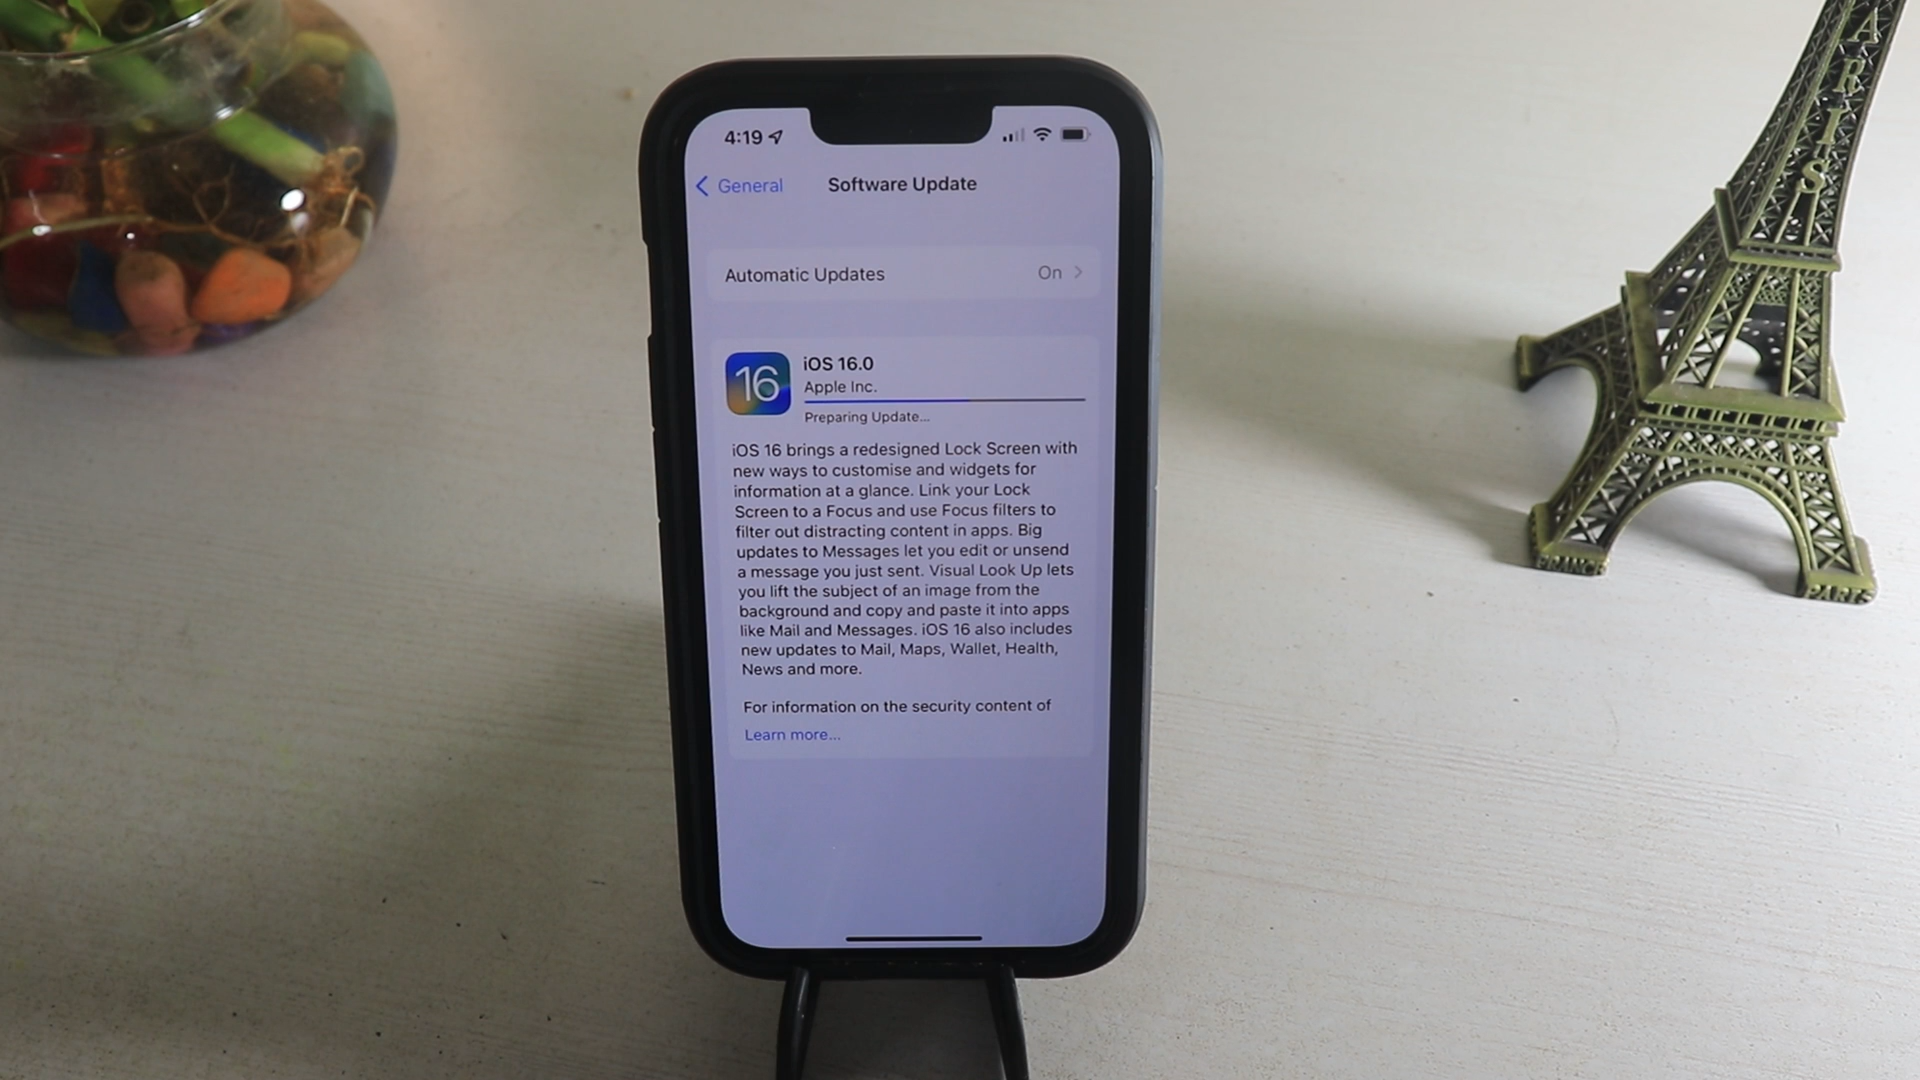 4:19
General
Software Update
Automatic Updates
On
16
iOS 16.0
Apple Inc.
Preparing Update...
iOS 16 brings a redesigned Lock Screen with
new ways to customise and widgets for
information at a glance. Link your Lock
Screen to a Focus and use Focus filters to
filter out distracting content in apps. Big
updates to Messages let you edit or unsend
a message you just sent. Visual Look Up lets
you lift the subject of an image from the
background and copy and paste it into apps
like Mail and Messages. iOS 16 also includes
new updates to Mail, Maps, Wallet, Health,
News and more.
For information on the security content of
Learn more...
ARIS
FRANCE
PARIS